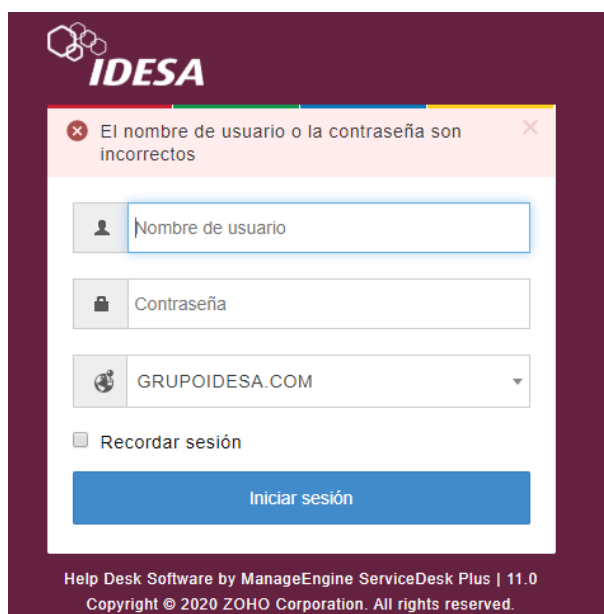 IDESA
El nombre de usuario o la contraseña son
incorrectos
Nombre de usuario
Contraseña
GRUPOIDESA.COM
Recordar sesión
Iniciar sesión
Help Desk Software by ManageEngine ServiceDesk Plus | 11.0
Copyright © 2020 ZOHO Corporation. All rights reserved.